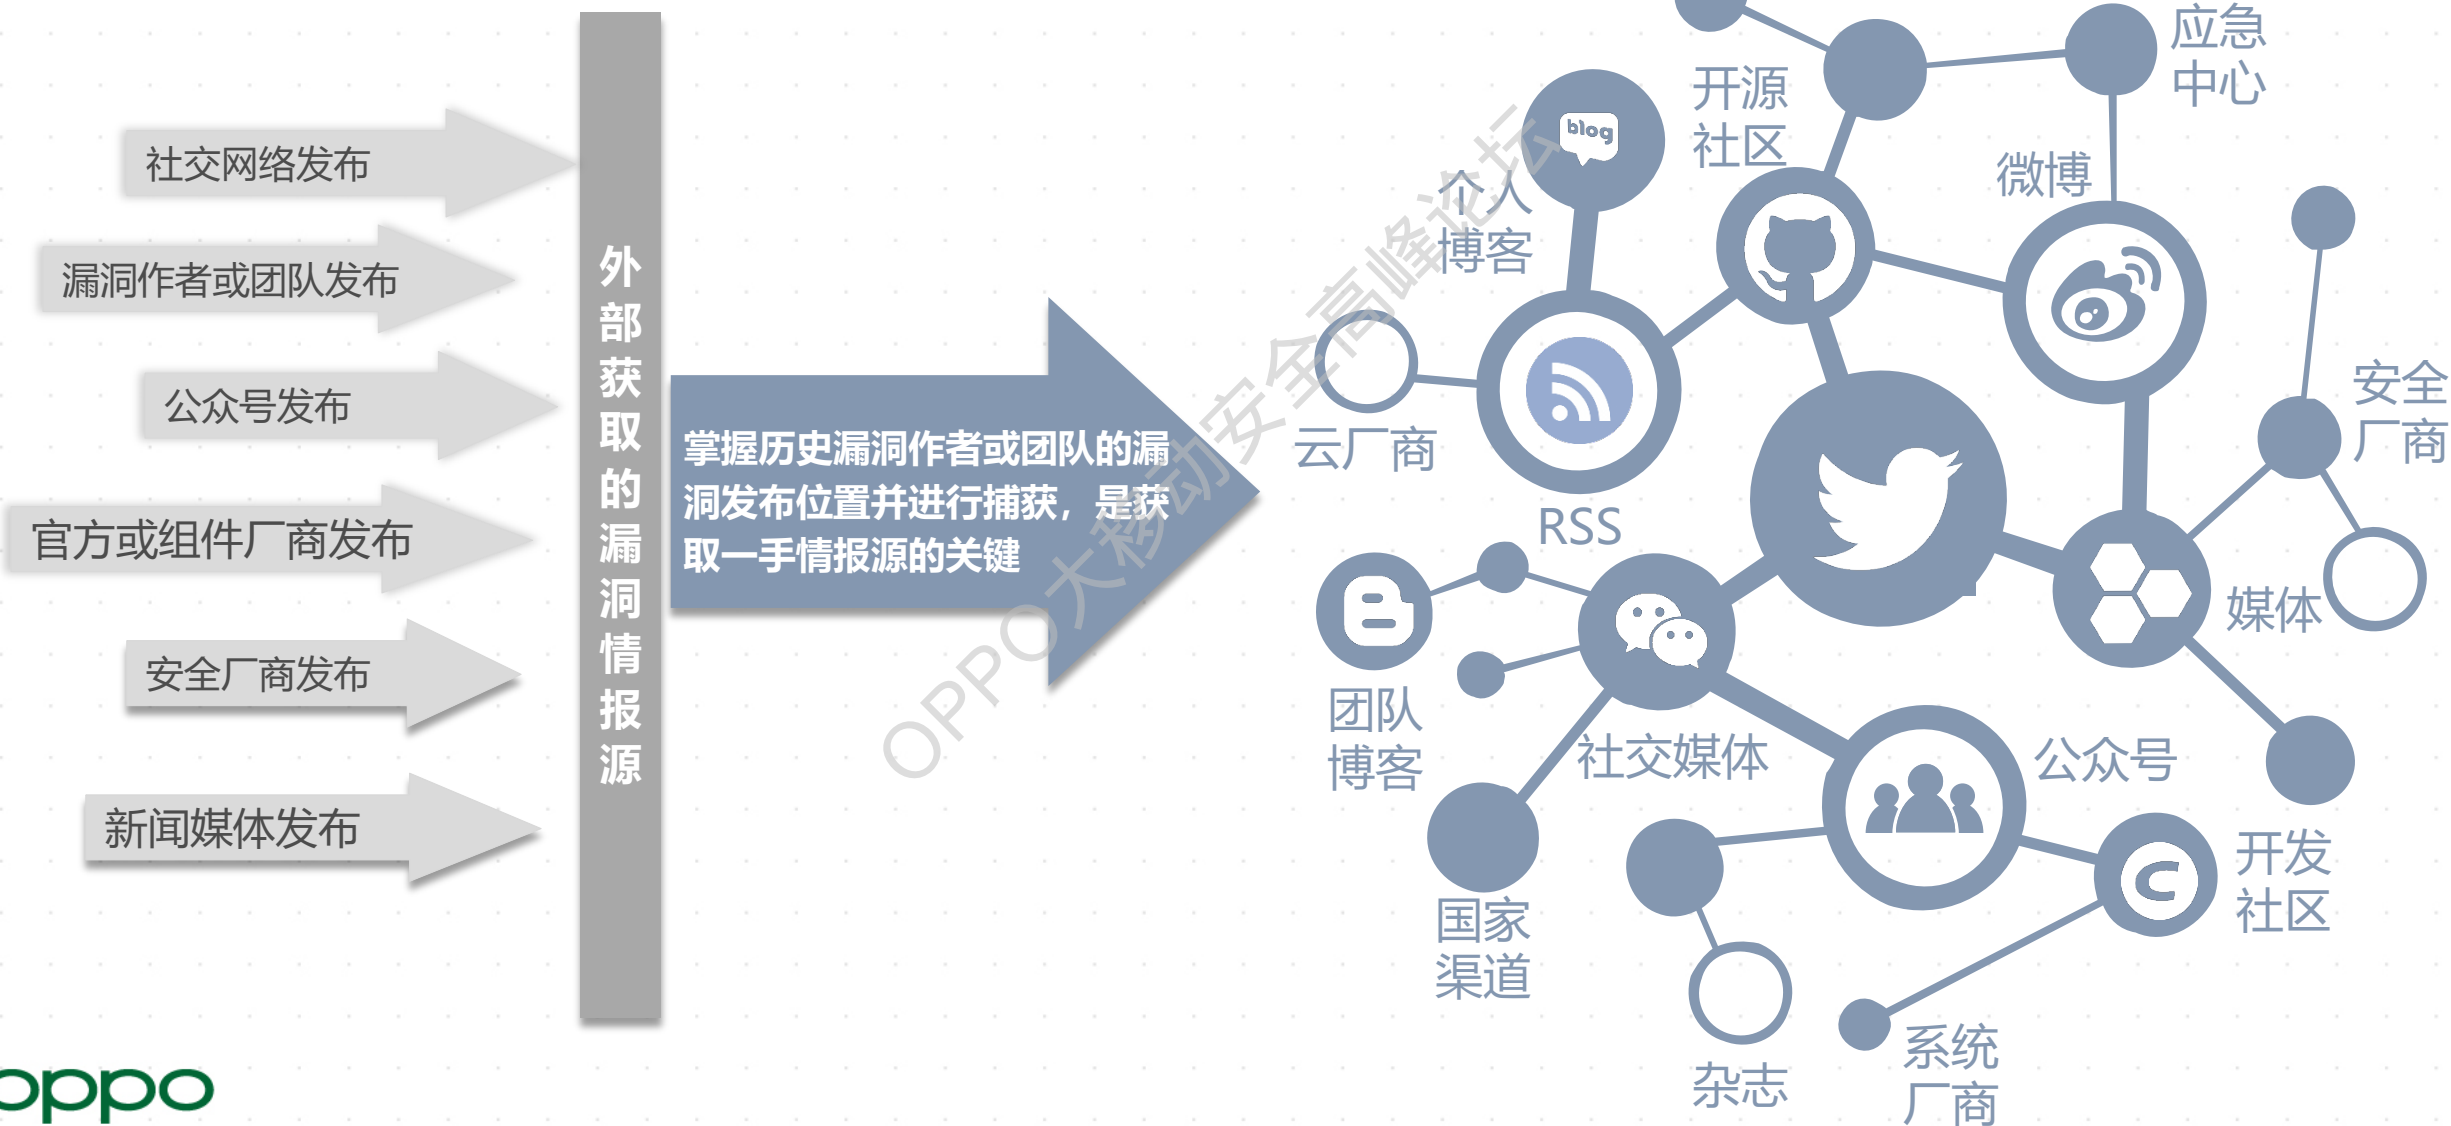 社交网络发布
漏洞作者或团队发布
公众号发布
官方或组件厂商发布
安全厂商发布
新闻媒体发布
外部获取的漏洞情报源
掌握历史漏洞作者或团队的漏
洞发布位置并进行捕获，是获
取一手情报源的关键
应急
中心
开源
社区
blog
微博
个人
博客
安全
厂商
云厂商
RSS
媒体
团队
博客
社交媒体
公众号
开发
社区
C
国家
渠道
系统
厂商
杂志
OPPO大移动安全高峰论坛
oppo